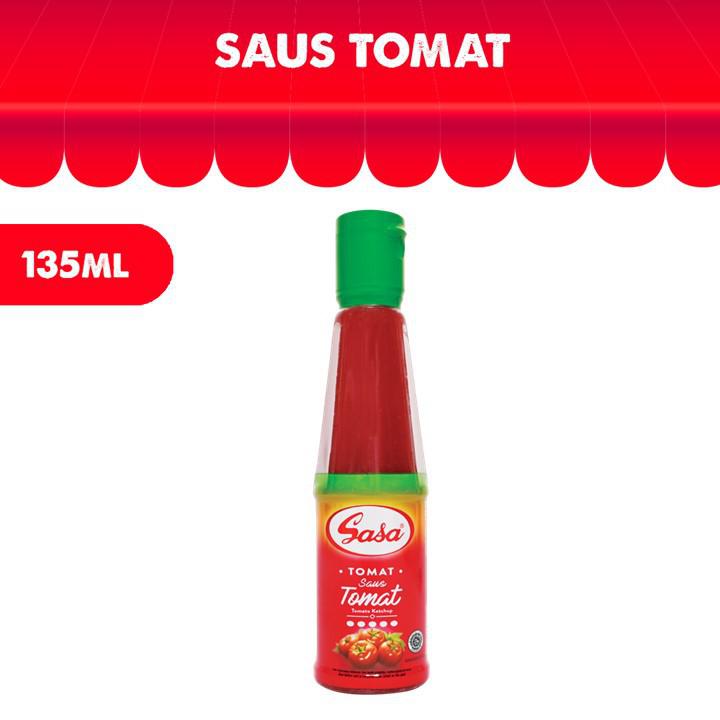 SAUS TOMAT
135ML
Sasa®
• TOMAT •
Saus
Tomat
Tomato Ketchup